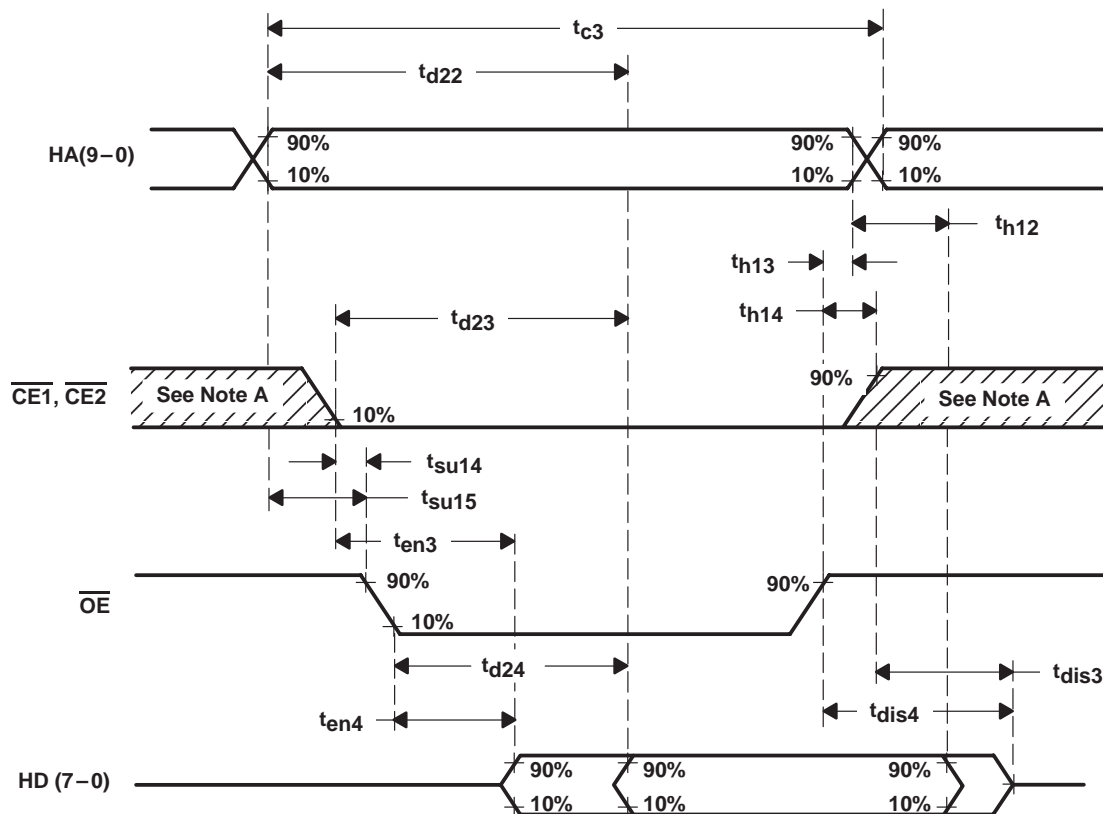 tc3
td22
HA(9−0)
90%
10%
90%
10%
90%
10%
th12
th13
th14
td23
CE1, CE2
See Note A
10%
90%
See Note A
tsu14
tsu15
ten3
OE
90%
10%
90%
td24
tdis3
ten4
tdis4
HD (7−0)
90%
10%
90%
10%
90%
10%